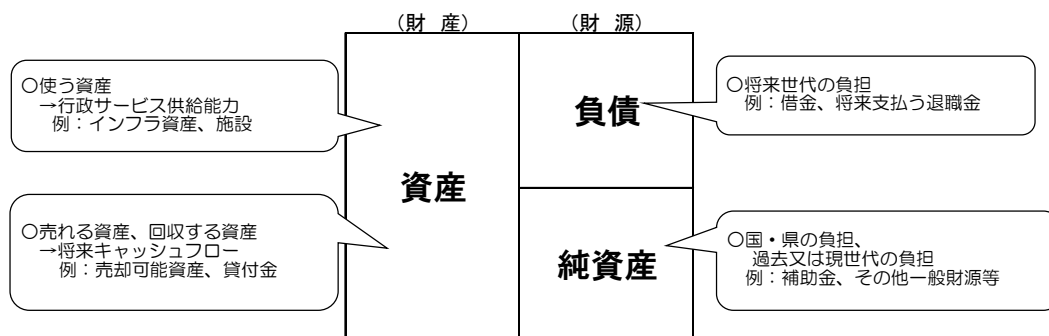 （財　産）
（財　源）
○使う資産
→行政サービス供給能力
例：インフラ資産、施設
○売れる資産、回収する資産
→将来キャッシュフロー
例：売却可能資産、貸付金
資産
負債
純資産
○将来世代の負担
例：借金、将来支払う退職金
○国・県の負担、
過去又は現世代の負担
例：補助金、その他一般財源等